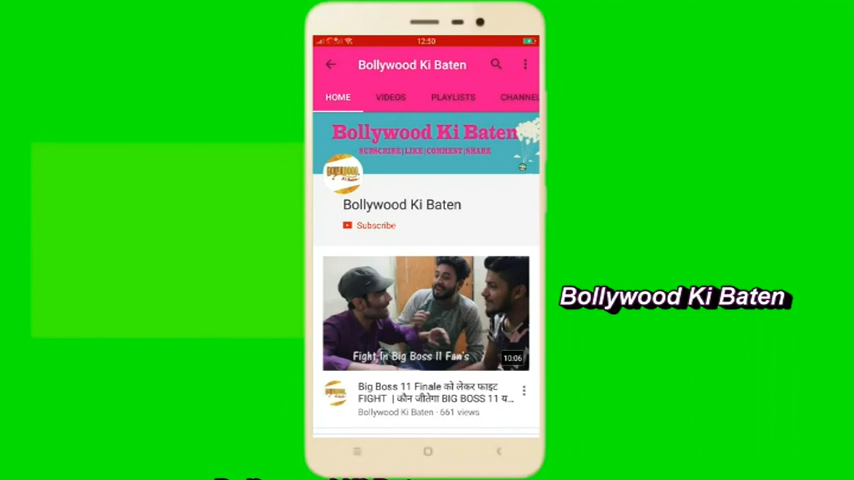 12:50
Bollywood Ki Baten
HOME VIDEOS PLAYLISTS CHANNEL
Bollywood Ki Baten
SUBSCRIBE|LIKE|COMMENT|SHARE
Bollywood Ki Baten
Subscribe
Fight In Big Boss 11 Fan's
10:06
Big Boss 11 Finale को लेकर फाइट
FIGHT | कौन जीतेगा BIG BOSS 11 य...
Bollywood Ki Baten · 661 views
Bollywood Ki Baten